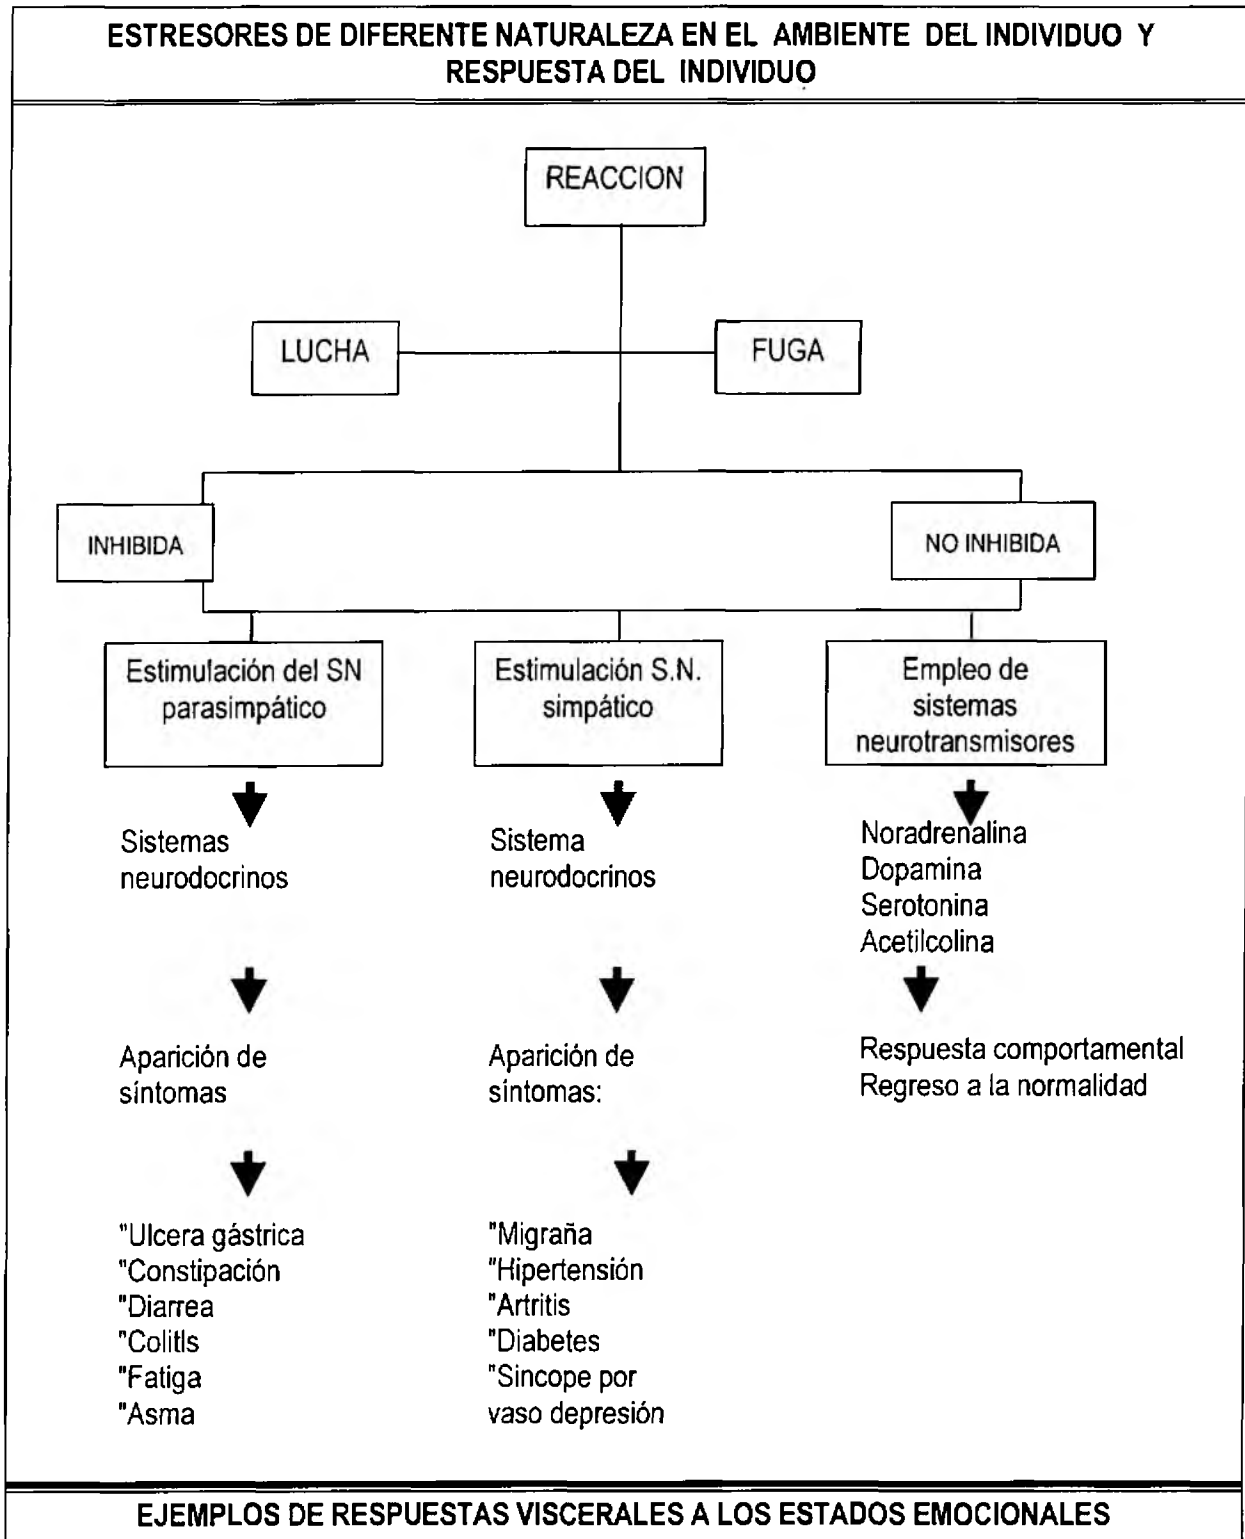 ESTRESORES DE DIFERENTE NATURALEZA EN EL AMBIENTE DEL INDIVIDUO Y
RESPUESTA DEL INDIVIDUO
REACCION
LUCHA
FUGA
INHIBIDA
NO INHIBIDA
Estimulación del SN
parasimpático
Estimulación S.N.
simpático
Empleo de
sistemas
neurotransmisores
Sistemas
neurodocrinos
Sistema
neurodocrinos
Noradrenalina
Dopamina
Serotonina
Acetilcolina
Aparición de
síntomas
Aparición de
síntomas:
Respuesta comportamental
Regreso a la normalidad
"Ulcera gástrica
"Constipación
"Diarrea
"Colitls
"Fatiga
"Asma
"Migraña
"Hipertensión
"Artritis
"Diabetes
"Sincope por
vaso depresión
EJEMPLOS DE RESPUESTAS VISCERALES A LOS ESTADOS EMOCIONALES